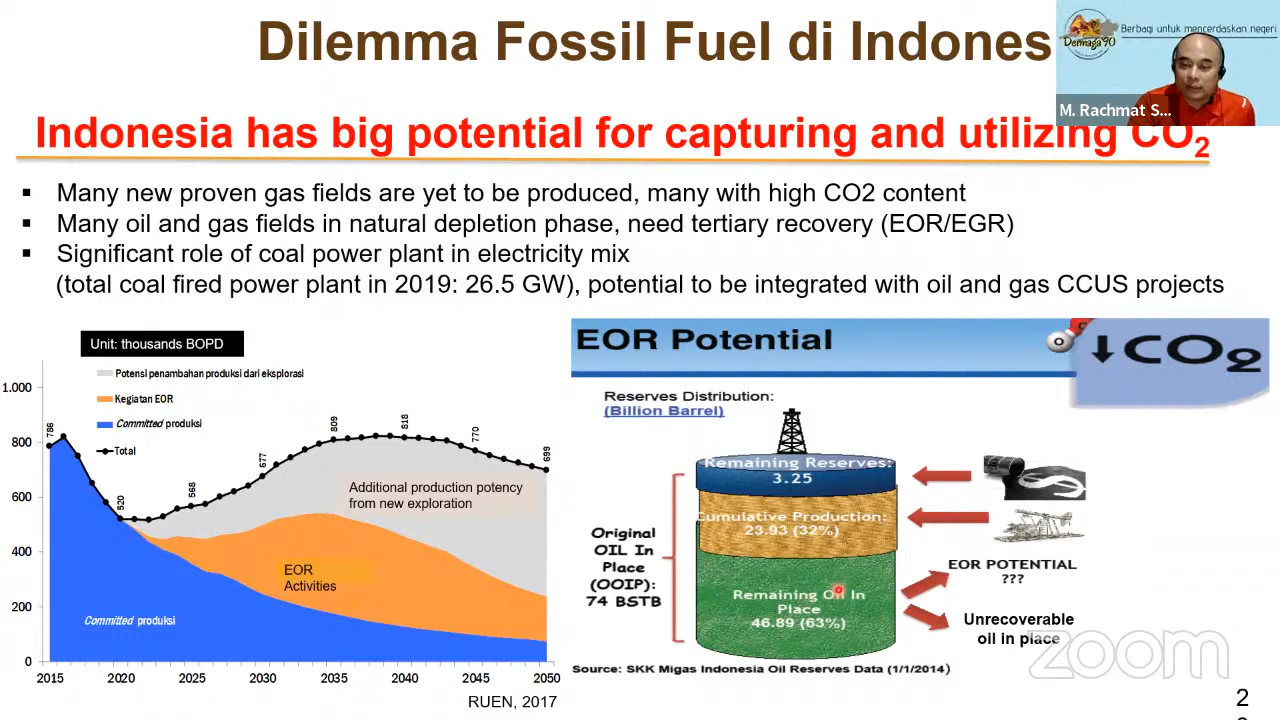 Dilemma Fossil Fuel di Indones
Berbagi untuk mencerdaskan negeri
Dermaga 90
M. Rachmat S...
Indonesia has big potential for capturing and utilizing CO2
▪ Many new proven gas fields are yet to be produced, many with high CO2 content
▪ Many oil and gas fields in natural depletion phase, need tertiary recovery (EOR/EGR)
▪ Significant role of coal power plant in electricity mix
(total coal fired power plant in 2019: 26.5 GW), potential to be integrated with oil and gas CCUS projects
Unit: thousands BOPD
Potensi penambahan produksi dari eksplorasi
Kegiatan EOR
Committed produksi
Total
1.000
800
600
400
200
0
786
520
568
677
809
818
770
699
Additional production potency
from new exploration
EOR
Activities
Committed produksi
2015 2020 2025 2030 2035 2040 2045 2050
RUEN, 2017
EOR Potential
↓CO2
Reserves Distribution:
(Billion Barrel)
Remaining Reserves:
3.25
Cumulative Production:
23.93 (32%)
Original
OIL In
Place
(OOIP):
74 BSTB
Remaining Oil In
Place
46.89 (63%)
EOR POTENTIAL
???
Unrecoverable
oil in place
Source: SKK Migas Indonesia Oil Reserves Data (1/1/2014)
zoom
2